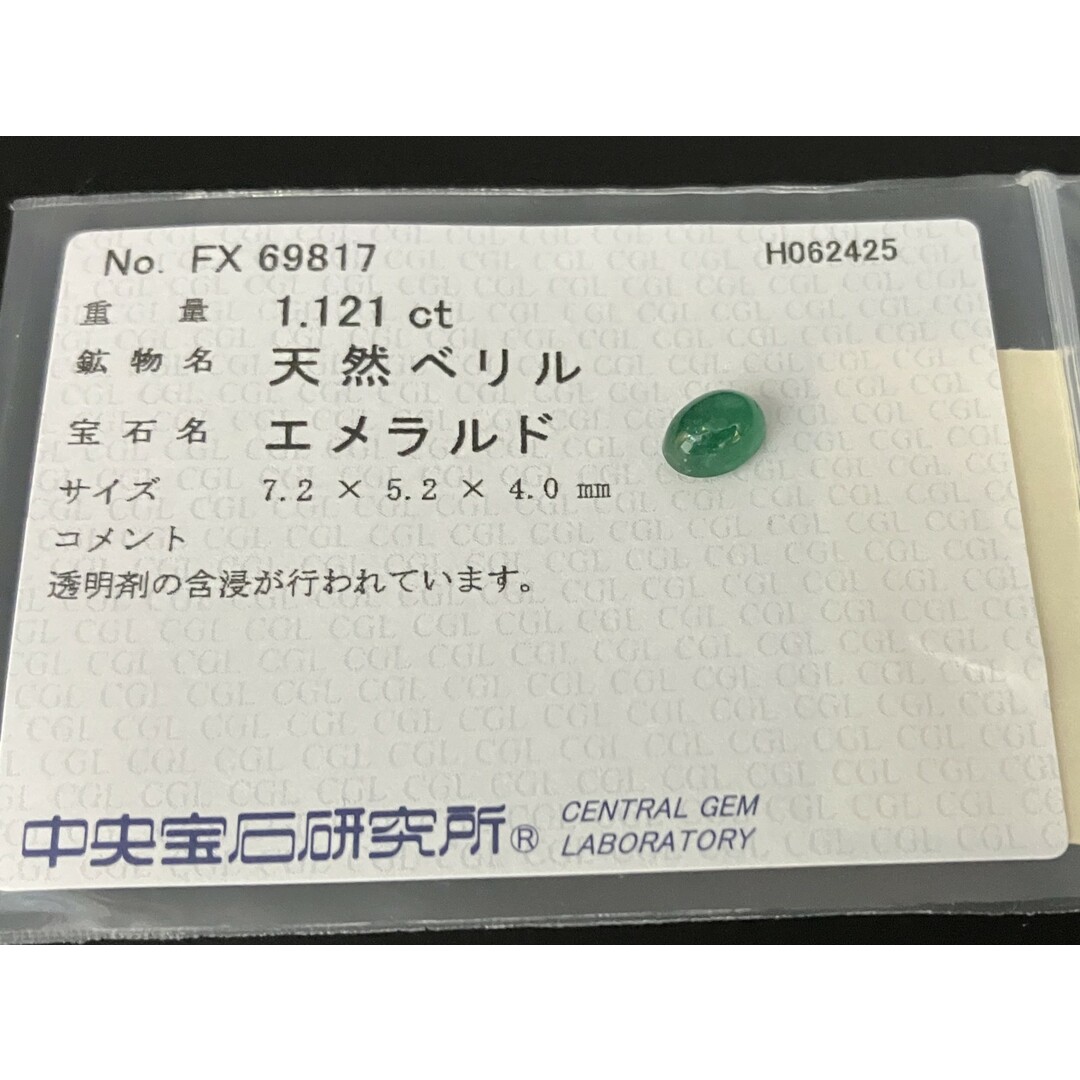 No. FX 69817 H062425
重 量 1.121 ct
鉱 物 名 天然ベリル
宝 石 名 エメラルド
サイズ 7.2 × 5.2 × 4.0 mm
コメント
透明剤の含浸が行われています。
中央宝石研究所® CENTRAL GEM
LABORATORY